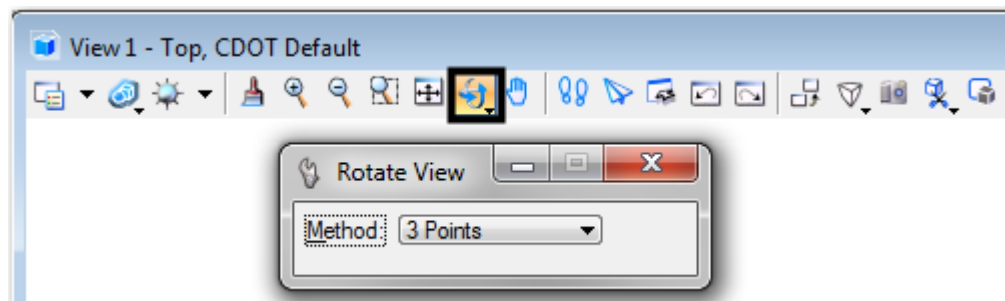 View 1 - Top, CDOT Default
Rotate View
Method: 3 Points